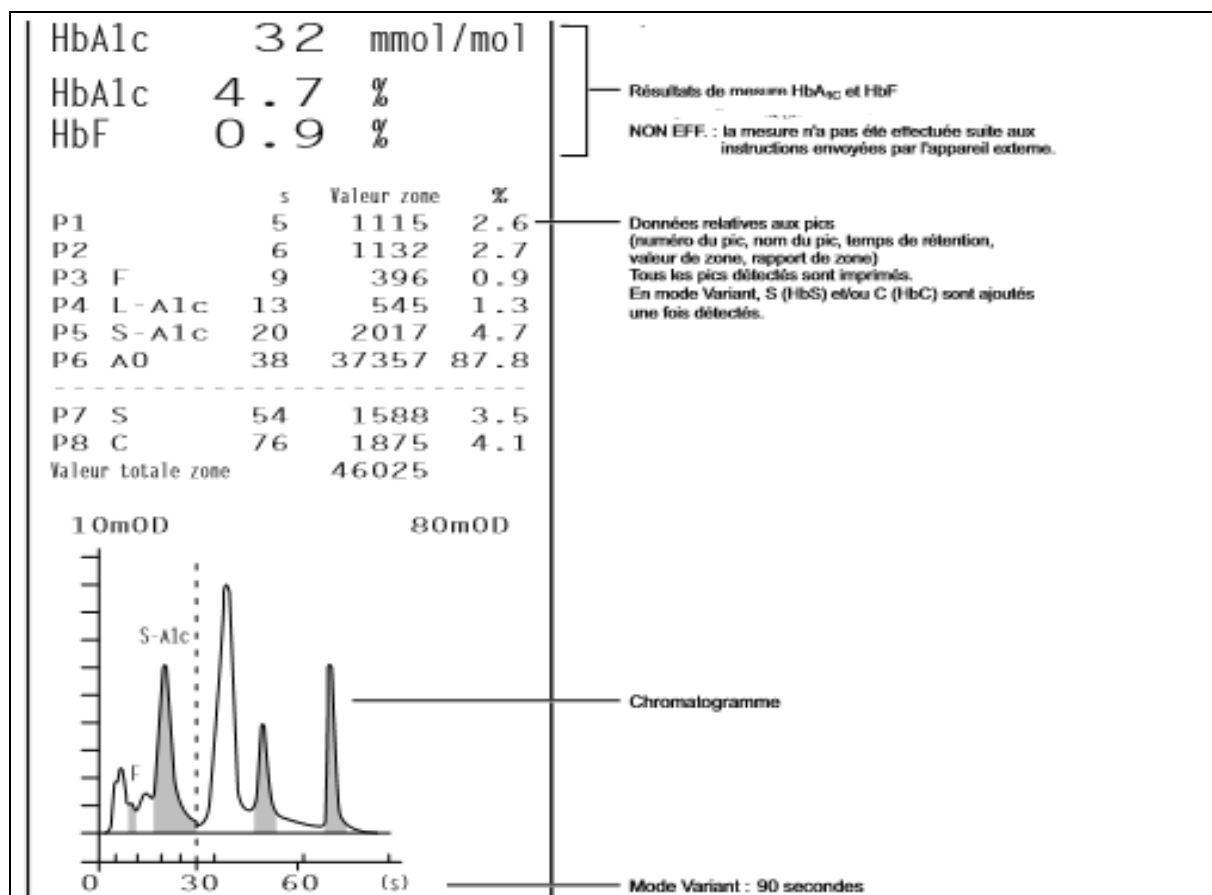 HbA1c 32 mmol/mol
HbA1c 4.7 %
HbF 0.9 %
Résultats de mesure HbA1C et HbF
NON EFF. : la mesure n'a pas été effectuée suite aux
instructions envoyées par l'appareil externe.
s Valeur zone %
P1 5 1115 2.6
P2 6 1132 2.7
P3 F 9 396 0.9
P4 L-A1c 13 545 1.3
P5 S-A1c 20 2017 4.7
P6 A0 38 37357 87.8
P7 S 54 1588 3.5
P8 C 76 1875 4.1
Valeur totale zone 46025
Données relatives aux pics
(numéro du pic, nom du pic, temps de rétention,
valeur de zone, rapport de zone)
Tous les pics détectés sont imprimés.
En mode Variant, S (HbS) et/ou C (HbC) sont ajoutés
une fois détectés.
10mOD 80mOD
S-A1c
F
Chromatogramme
0 30 60 (s)
Mode Variant : 90 secondes